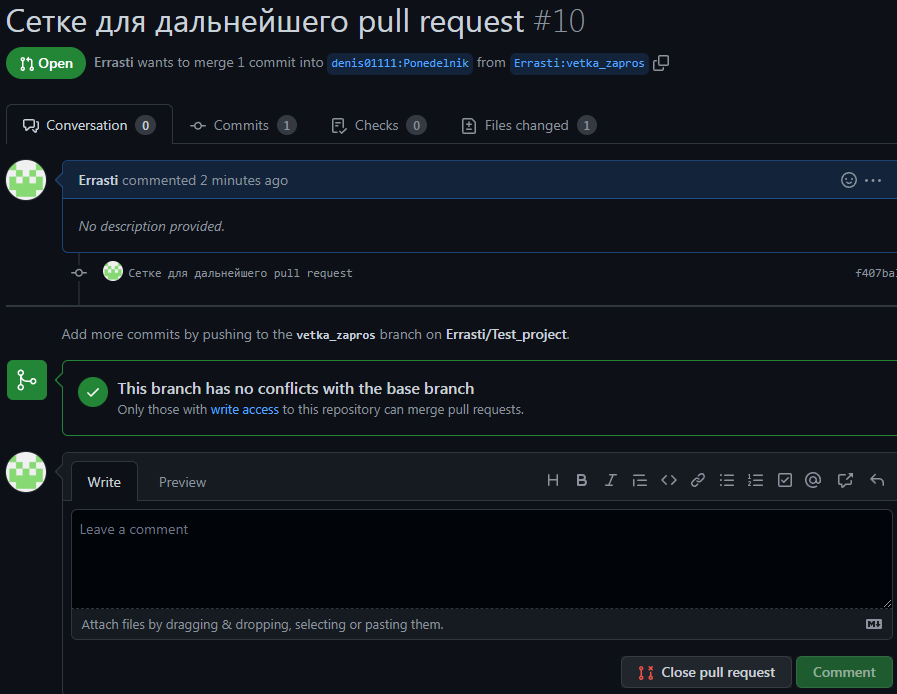 Сетке для дальнейшего pull request #10
Open Errasti wants to merge 1 commit into denis01111:Ponedelnik from Errasti:vetka_zapros
Conversation 0 Commits 1 Checks 0 Files changed 1
Errasti commented 2 minutes ago
No description provided.
Сетке для дальнейшего pull request f407ba
Add more commits by pushing to the vetka_zapros branch on Errasti/Test_project.
This branch has no conflicts with the base branch
Only those with write access to this repository can merge pull requests.
Write Preview
Leave a comment
Attach files by dragging & dropping, selecting or pasting them.
Close pull request Comment